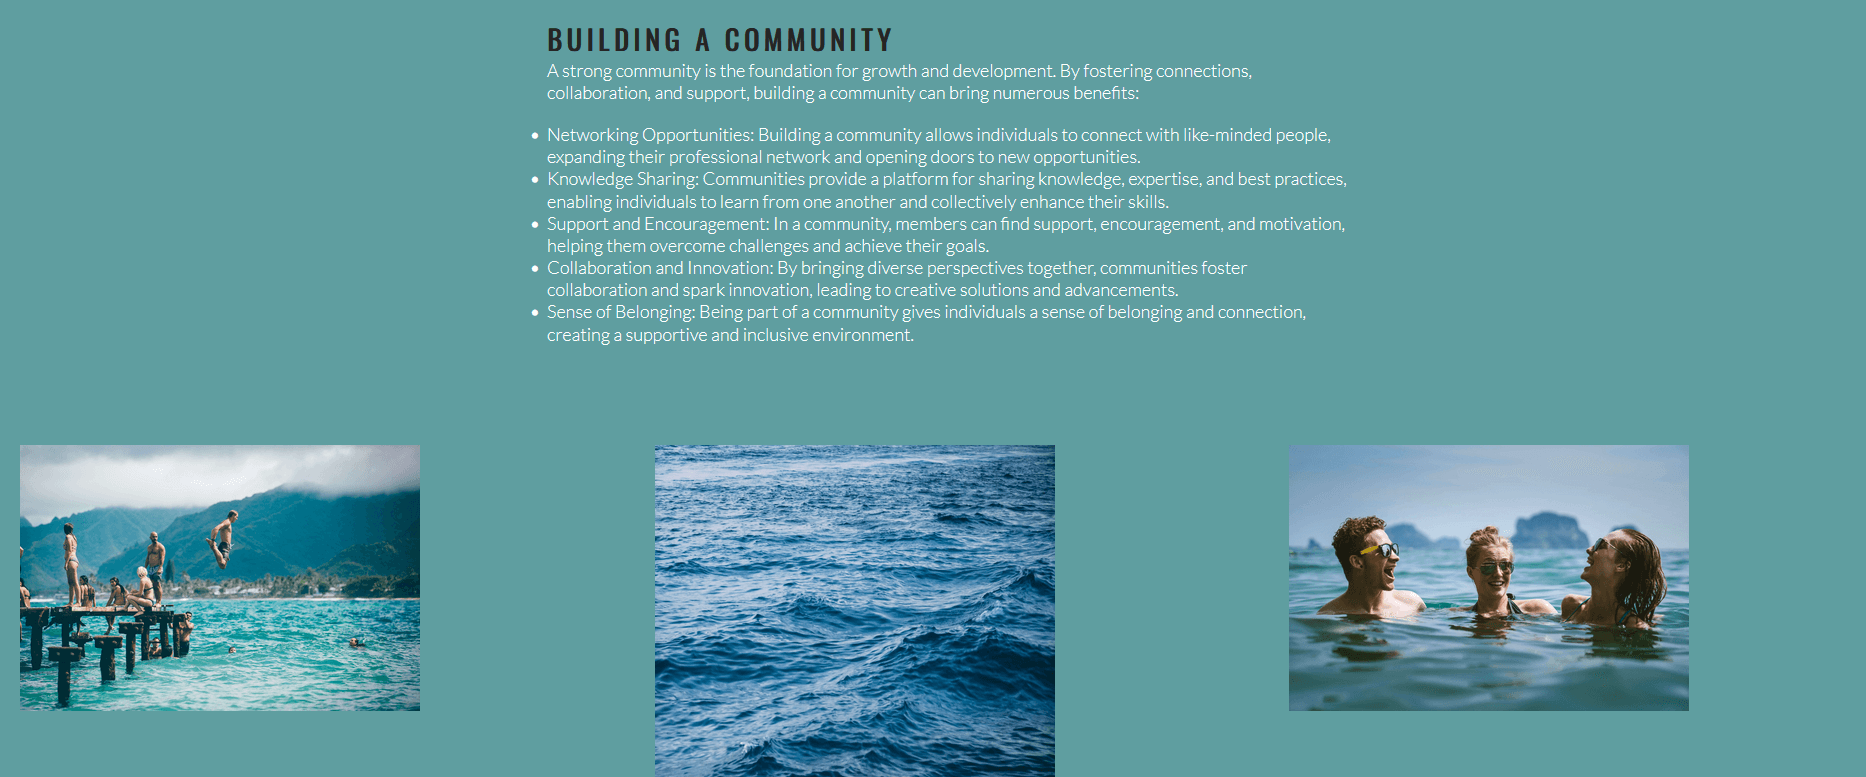 BUILDING A COMMUNITY
A strong community is the foundation for growth and development. By fostering connections,
collaboration, and support, building a community can bring numerous benefits:
• Networking Opportunities: Building a community allows individuals to connect with like-minded people,
expanding their professional network and opening doors to new opportunities.
• Knowledge Sharing: Communities provide a platform for sharing knowledge, expertise, and best practices,
enabling individuals to learn from one another and collectively enhance their skills.
• Support and Encouragement: In a community, members can find support, encouragement, and motivation,
helping them overcome challenges and achieve their goals.
• Collaboration and Innovation: By bringing diverse perspectives together, communities foster
collaboration and spark innovation, leading to creative solutions and advancements.
• Sense of Belonging: Being part of a community gives individuals a sense of belonging and connection,
creating a supportive and inclusive environment.